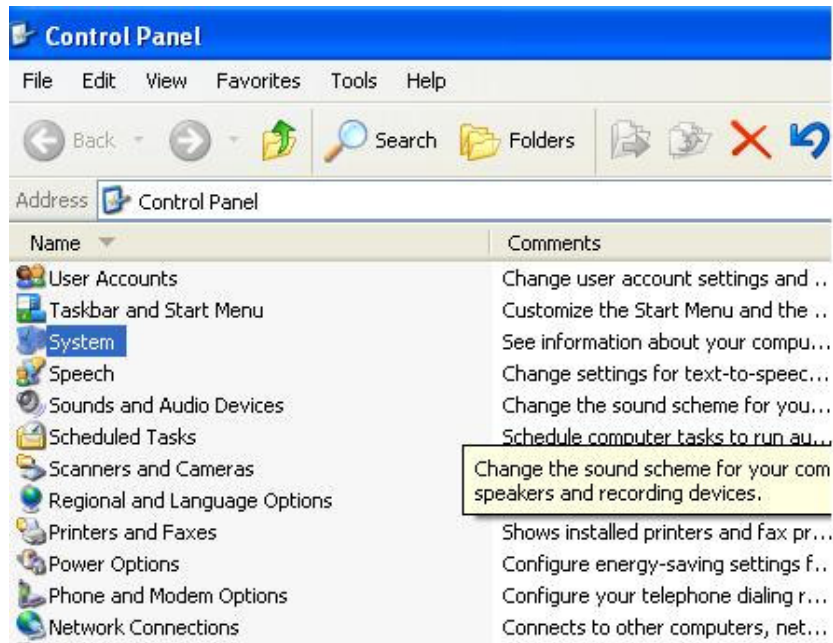 Control Panel
File Edit View Favorites Tools Help
Back Search Folders
Address Control Panel
Name Comments
User Accounts Change user account settings and ..
Taskbar and Start Menu Customize the Start Menu and the ..
System See information about your compu...
Speech Change settings for text-to-speec...
Sounds and Audio Devices Change the sound scheme for you...
Scheduled Tasks Schedule computer tasks to run au...
Scanners and Cameras Change the sound scheme for your com
Regional and Language Options speakers and recording devices.
Printers and Faxes Shows installed printers and fax pr...
Power Options Configure energy-saving settings f..
Phone and Modem Options Configure your telephone dialing r...
Network Connections Connects to other computers, net...